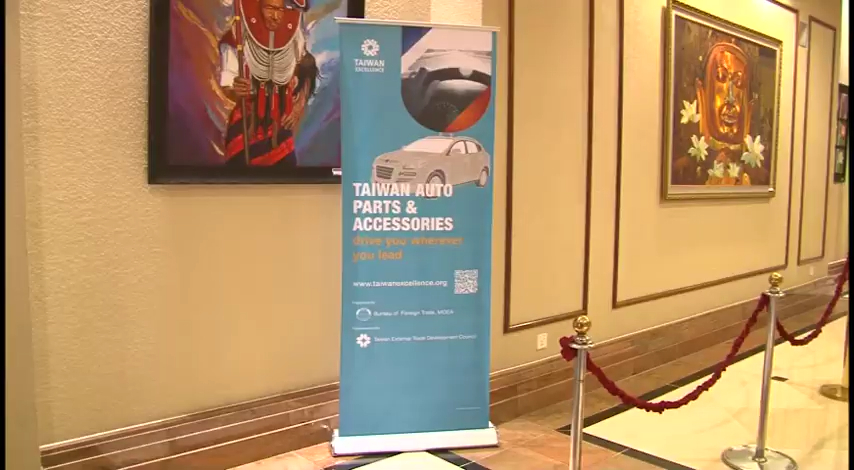 TAIWAN
EXCELLENCE
TAIWAN AUTO
PARTS &
ACCESSORIES
drive you wherever
you lead
www.taiwanexcellence.org
Bureau of Foreign Trade, MOEA
Taiwan External Trade Development Council